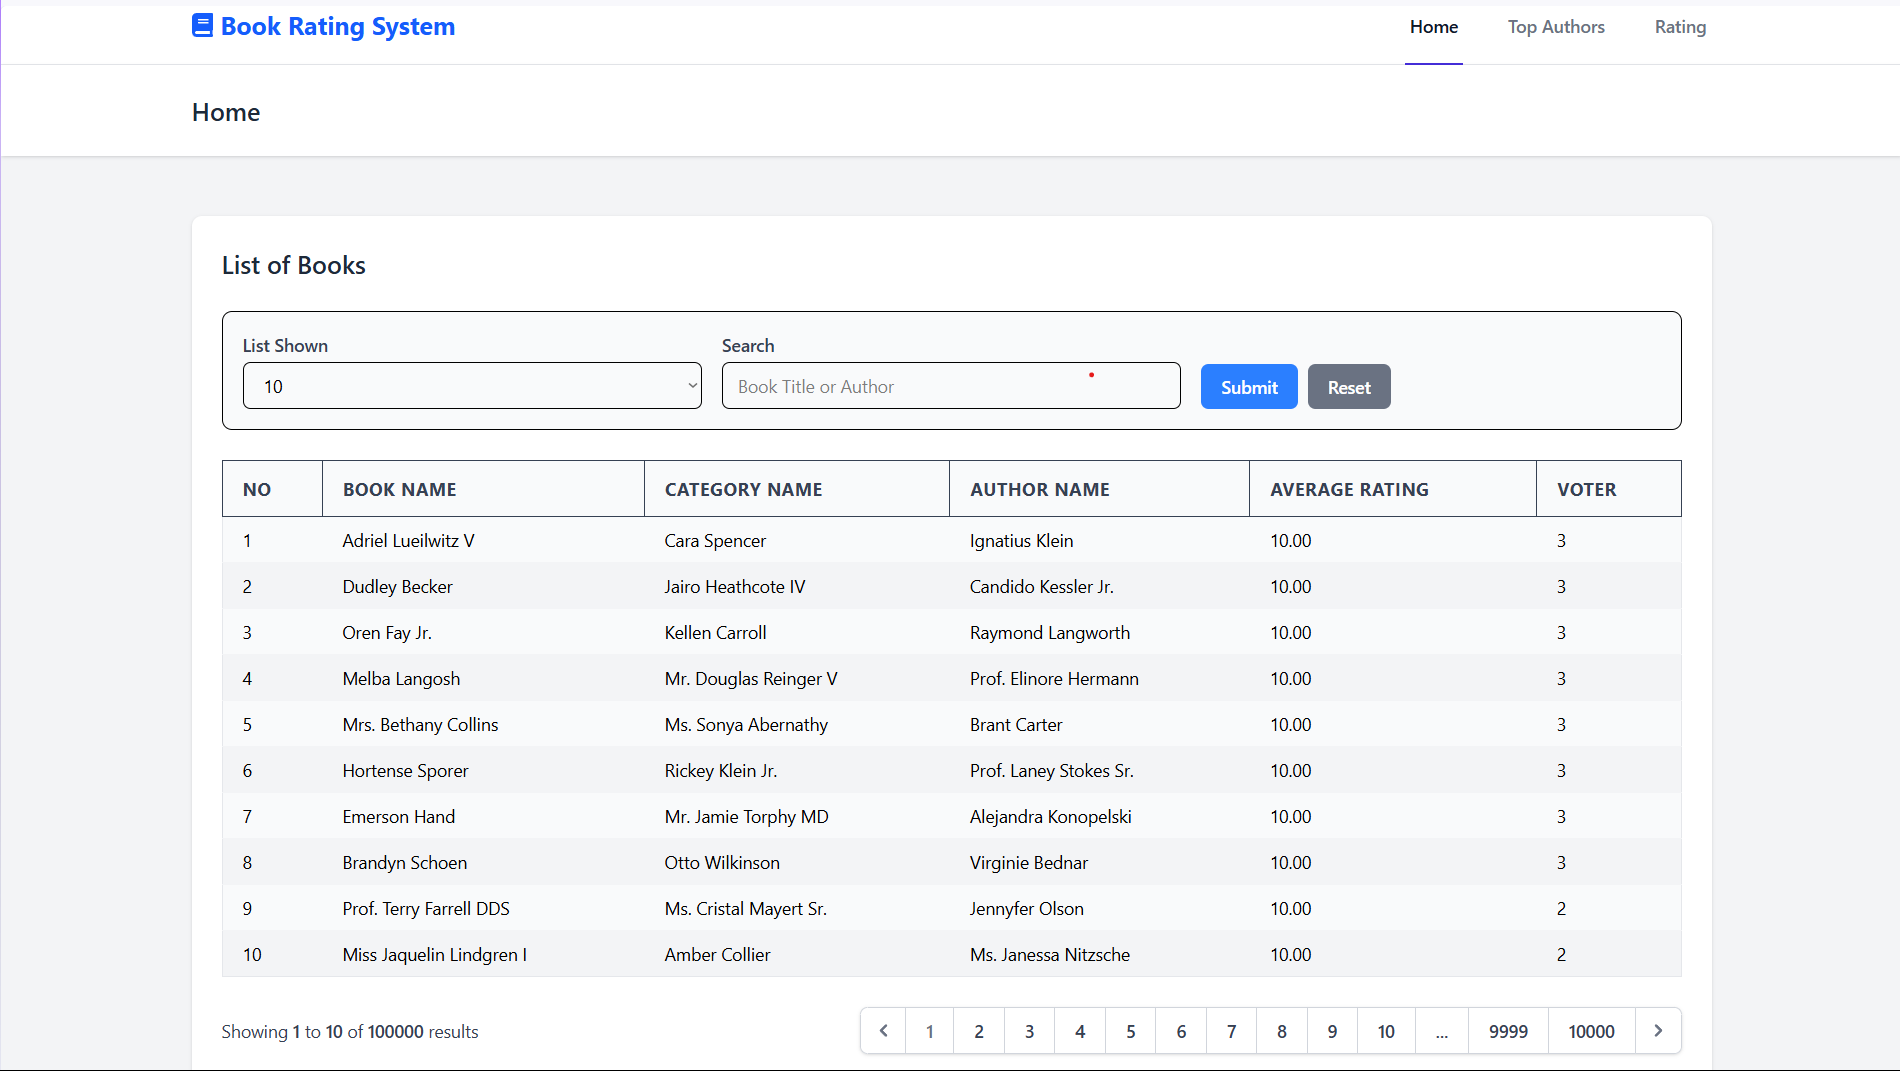 Book Rating System Home Top Authors Rating
Home
List of Books
List Shown Search
10 Book Title or Author Submit Reset
NO BOOK NAME CATEGORY NAME AUTHOR NAME AVERAGE RATING VOTER
1 Adriel Lueilwitz V Cara Spencer Ignatius Klein 10.00 3
2 Dudley Becker Jairo Heathcote IV Candido Kessler Jr. 10.00 3
3 Oren Fay Jr. Kellen Carroll Raymond Langworth 10.00 3
4 Melba Langosh Mr. Douglas Reinger V Prof. Elinore Hermann 10.00 3
5 Mrs. Bethany Collins Ms. Sonya Abernathy Brant Carter 10.00 3
6 Hortense Sporer Rickey Klein Jr. Prof. Laney Stokes Sr. 10.00 3
7 Emerson Hand Mr. Jamie Torphy MD Alejandra Konopelski 10.00 3
8 Brandyn Schoen Otto Wilkinson Virginie Bednar 10.00 3
9 Prof. Terry Farrell DDS Ms. Cristal Mayert Sr. Jennyfer Olson 10.00 2
10 Miss Jaquelin Lindgren I Amber Collier Ms. Janessa Nitzsche 10.00 2
Showing 1 to 10 of 100000 results 1 2 3 4 5 6 7 8 9 10 ... 9999 10000